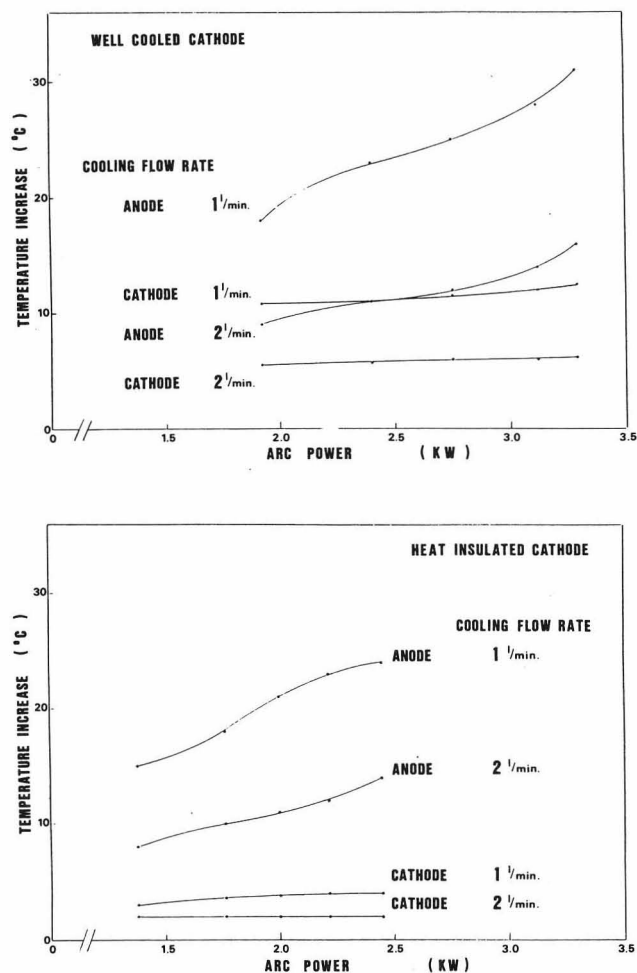 WELL COOLED CATHODE
30
COOLING FLOW RATE
ANODE 1 l/min.
20
CATHODE 1 l/min.
ANODE 2 l/min.
10
CATHODE 2 l/min.
0
0 1.5 2.0 2.5 3.0 3.5
ARC POWER (KW)
TEMPERATURE INCREASE (°C)
HEAT INSULATED CATHODE
30
COOLING FLOW RATE
ANODE 1 l/min.
20
ANODE 2 l/min.
10
CATHODE 1 l/min.
CATHODE 2 l/min.
0
0 1.5 2.0 2.5 3.0 3.5
ARC POWER (KW)
TEMPERATURE INCREASE (°C)